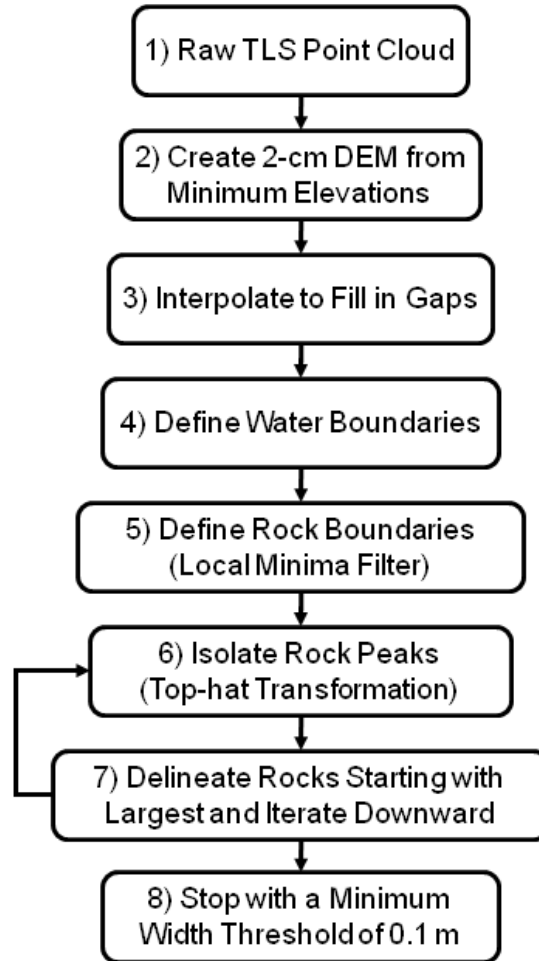 1) Raw TLS Point Cloud
2) Create 2-cm DEM from
Minimum Elevations
3) Interpolate to Fill in Gaps
4) Define Water Boundaries
5) Define Rock Boundaries
(Local Minima Filter)
6) Isolate Rock Peaks
(Top-hat Transformation)
7) Delineate Rocks Starting with
Largest and Iterate Downward
8) Stop with a Minimum
Width Threshold of 0.1 m